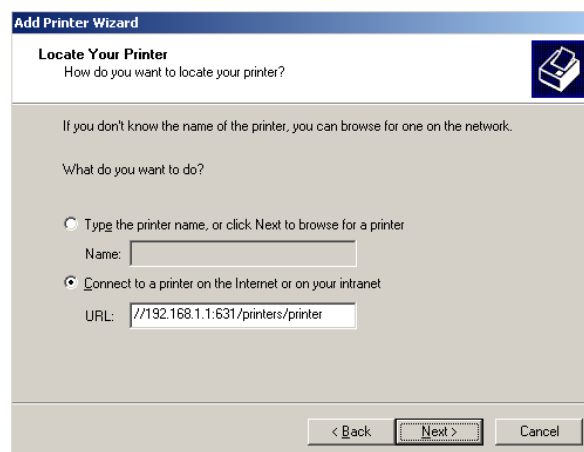 Add Printer Wizard
Locate Your Printer
How do you want to locate your printer?
If you don't know the name of the printer, you can browse for one on the network.
What do you want to do?
Type the printer name, or click Next to browse for a printer
Name:
Connect to a printer on the Internet or on your intranet
URL: //192.168.1.1:631/printers/printer
< Back Next > Cancel